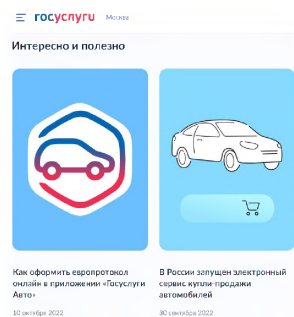 госуслуги Москва
Интересно и полезно
Как оформить европротокол
онлайн в приложении «Госуслуги
Авто»
10 октября 2022
В России запущен электронный
сервис купли-продажи
автомобилей
30 сентября 2022